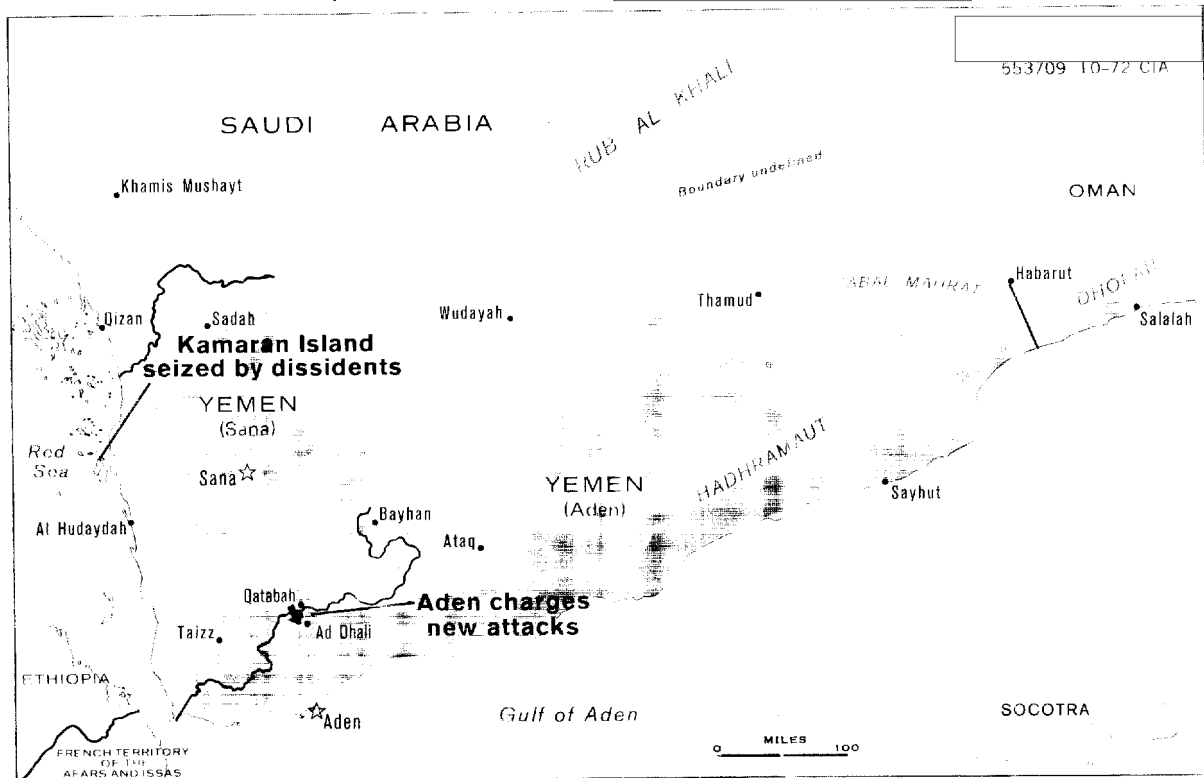 553709 10-72 CIA
SAUDI ARABIA
RUB AL KHALI
Boundary undefined
OMAN
Khamis Mushayt
Habarut
DHOFAR
Thamud
Salalah
Qizan
Sadah
Wudayah
Kamaran Island
seized by dissidents
YEMEN
(Sana)
Red
Sea
Sana
YEMEN
(Aden)
HADHRAMAUT
Sayhut
Al Hudaydah
Bayhan
Ataq
Qatabah
Aden charges
new attacks
Taizz
Ad Dhali
ETHIOPIA
Aden
Gulf of Aden
SOCOTRA
MILES
0 100
FRENCH TERRITORY
OF THE
AFARS AND ISSAS